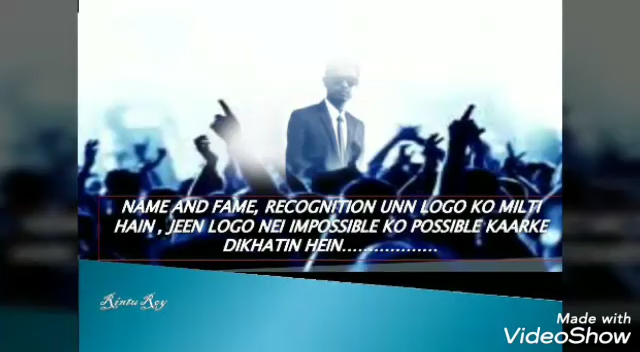 NAME AND FAME, RECOGNITION UNN LOGO KO MILTI
HAIN , JEEN LOGO NEI IMPOSSIBLE KO POSSIBLE KAARKE
DIKHATIN HEIN..................
Rintu Roy
Made with
VideoShow